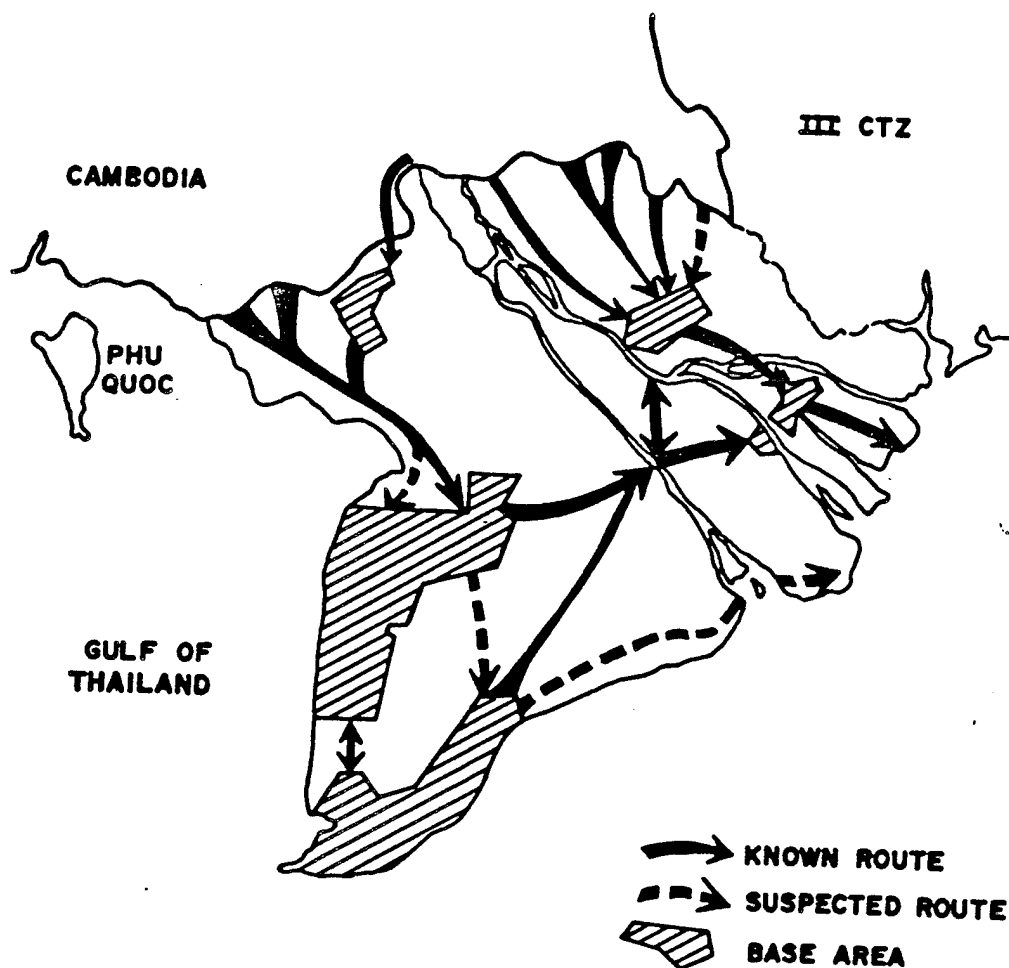 III CTZ
CAMBODIA
PHU
QUOC
GULF OF
THAILAND
KNOWN ROUTE
SUSPECTED ROUTE
BASE AREA